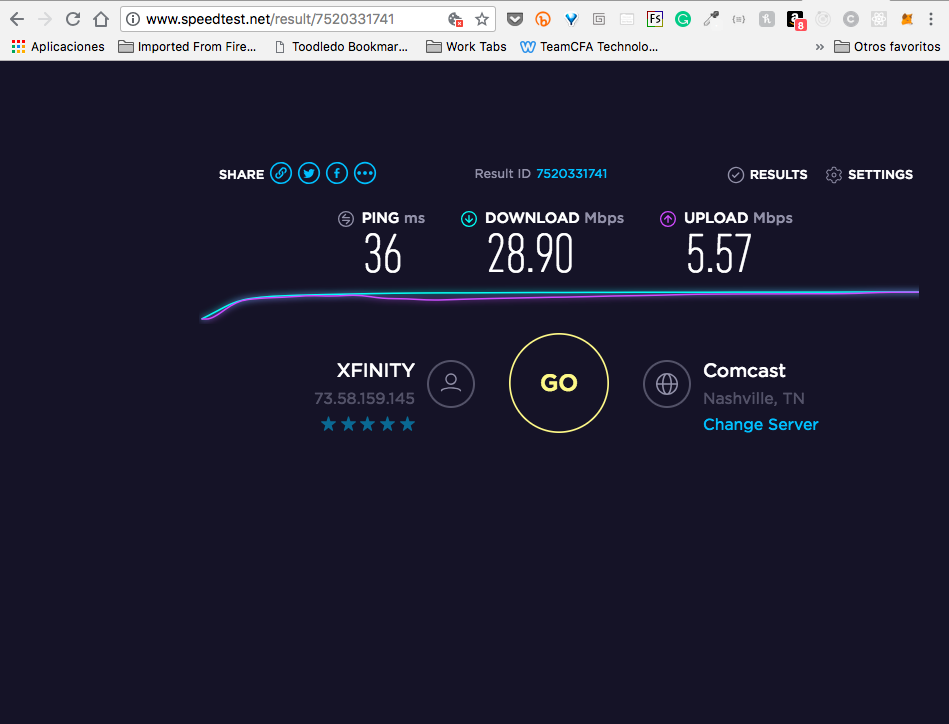 www.speedtest.net/result/7520331741
Aplicaciones Imported From Fire... Toodledo Bookmar... Work Tabs TeamCFA Technolo... » Otros favoritos
SHARE Result ID 7520331741 RESULTS SETTINGS
PING ms DOWNLOAD Mbps UPLOAD Mbps
36 28.90 5.57
XFINITY GO Comcast
73.58.159.145 Nashville, TN
Change Server